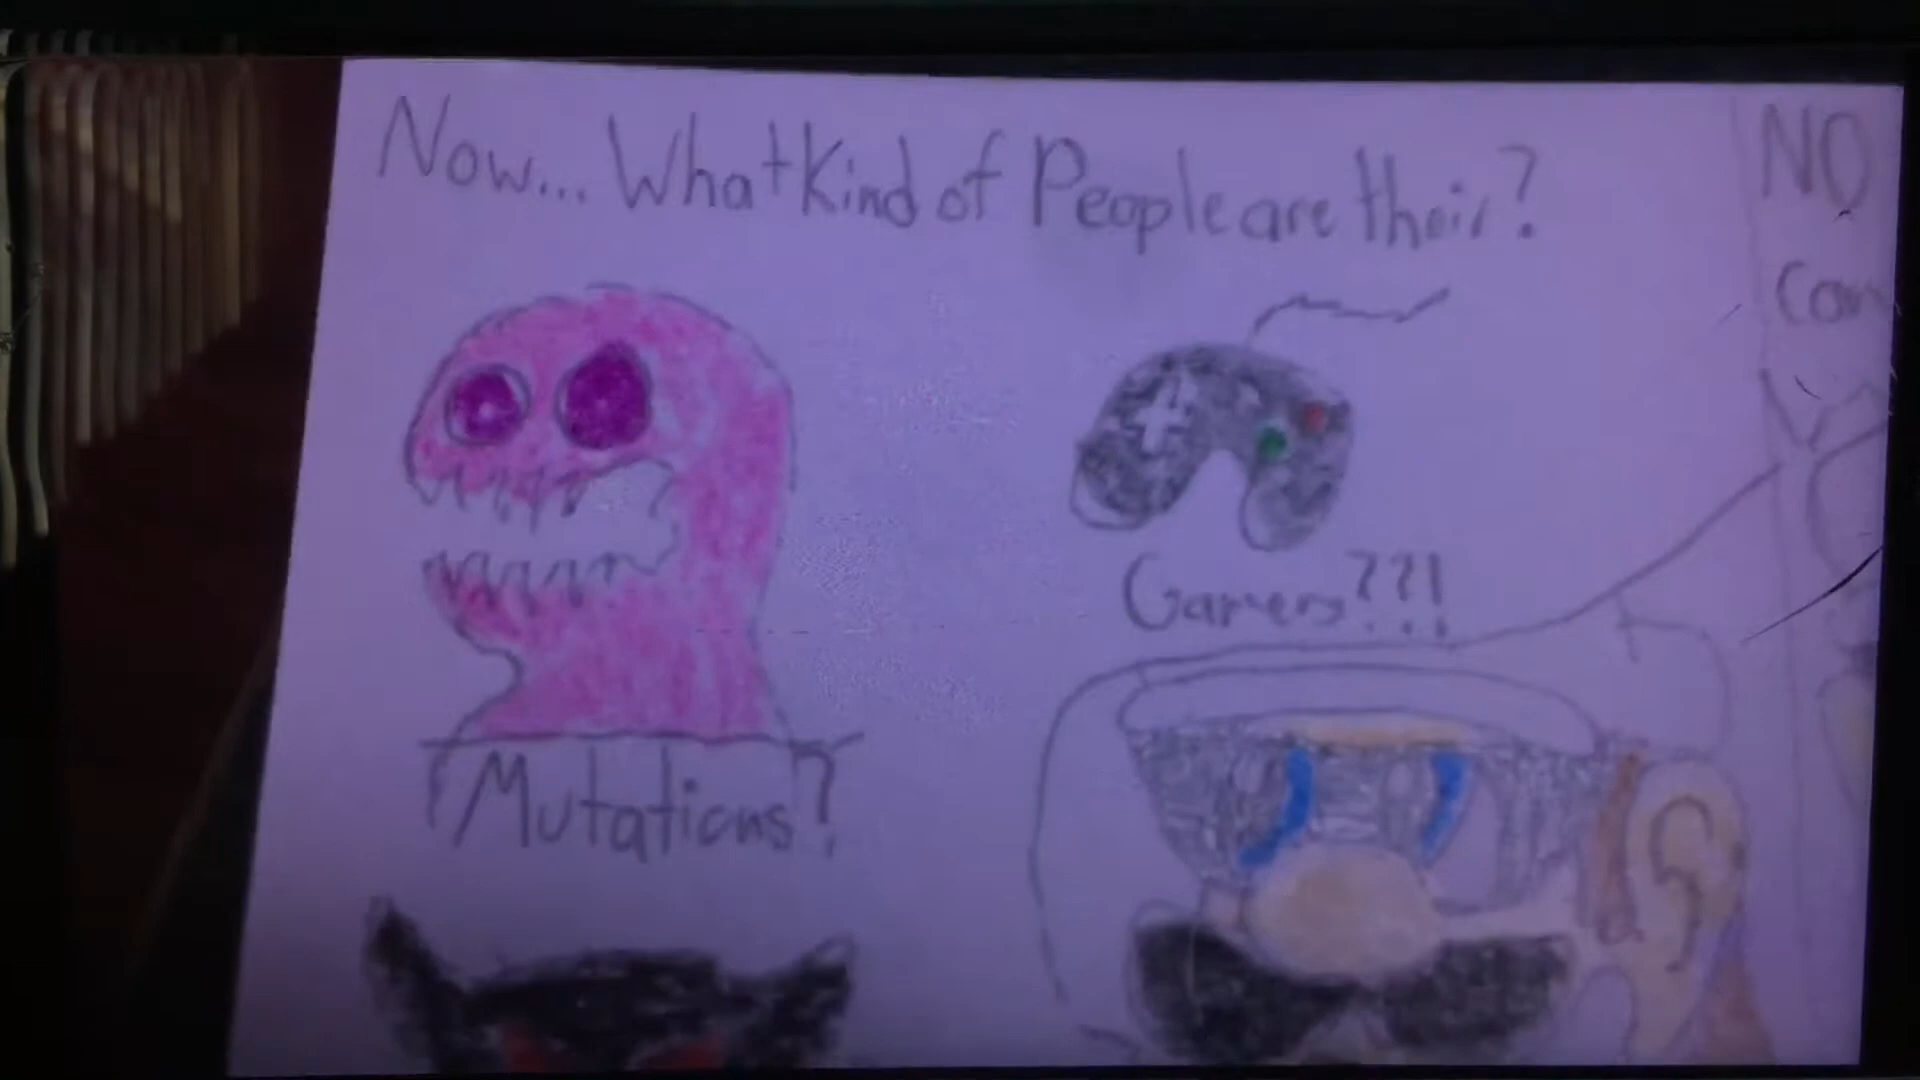 Now... What Kind of People are their?
NO
Gamers???!
Mutations?